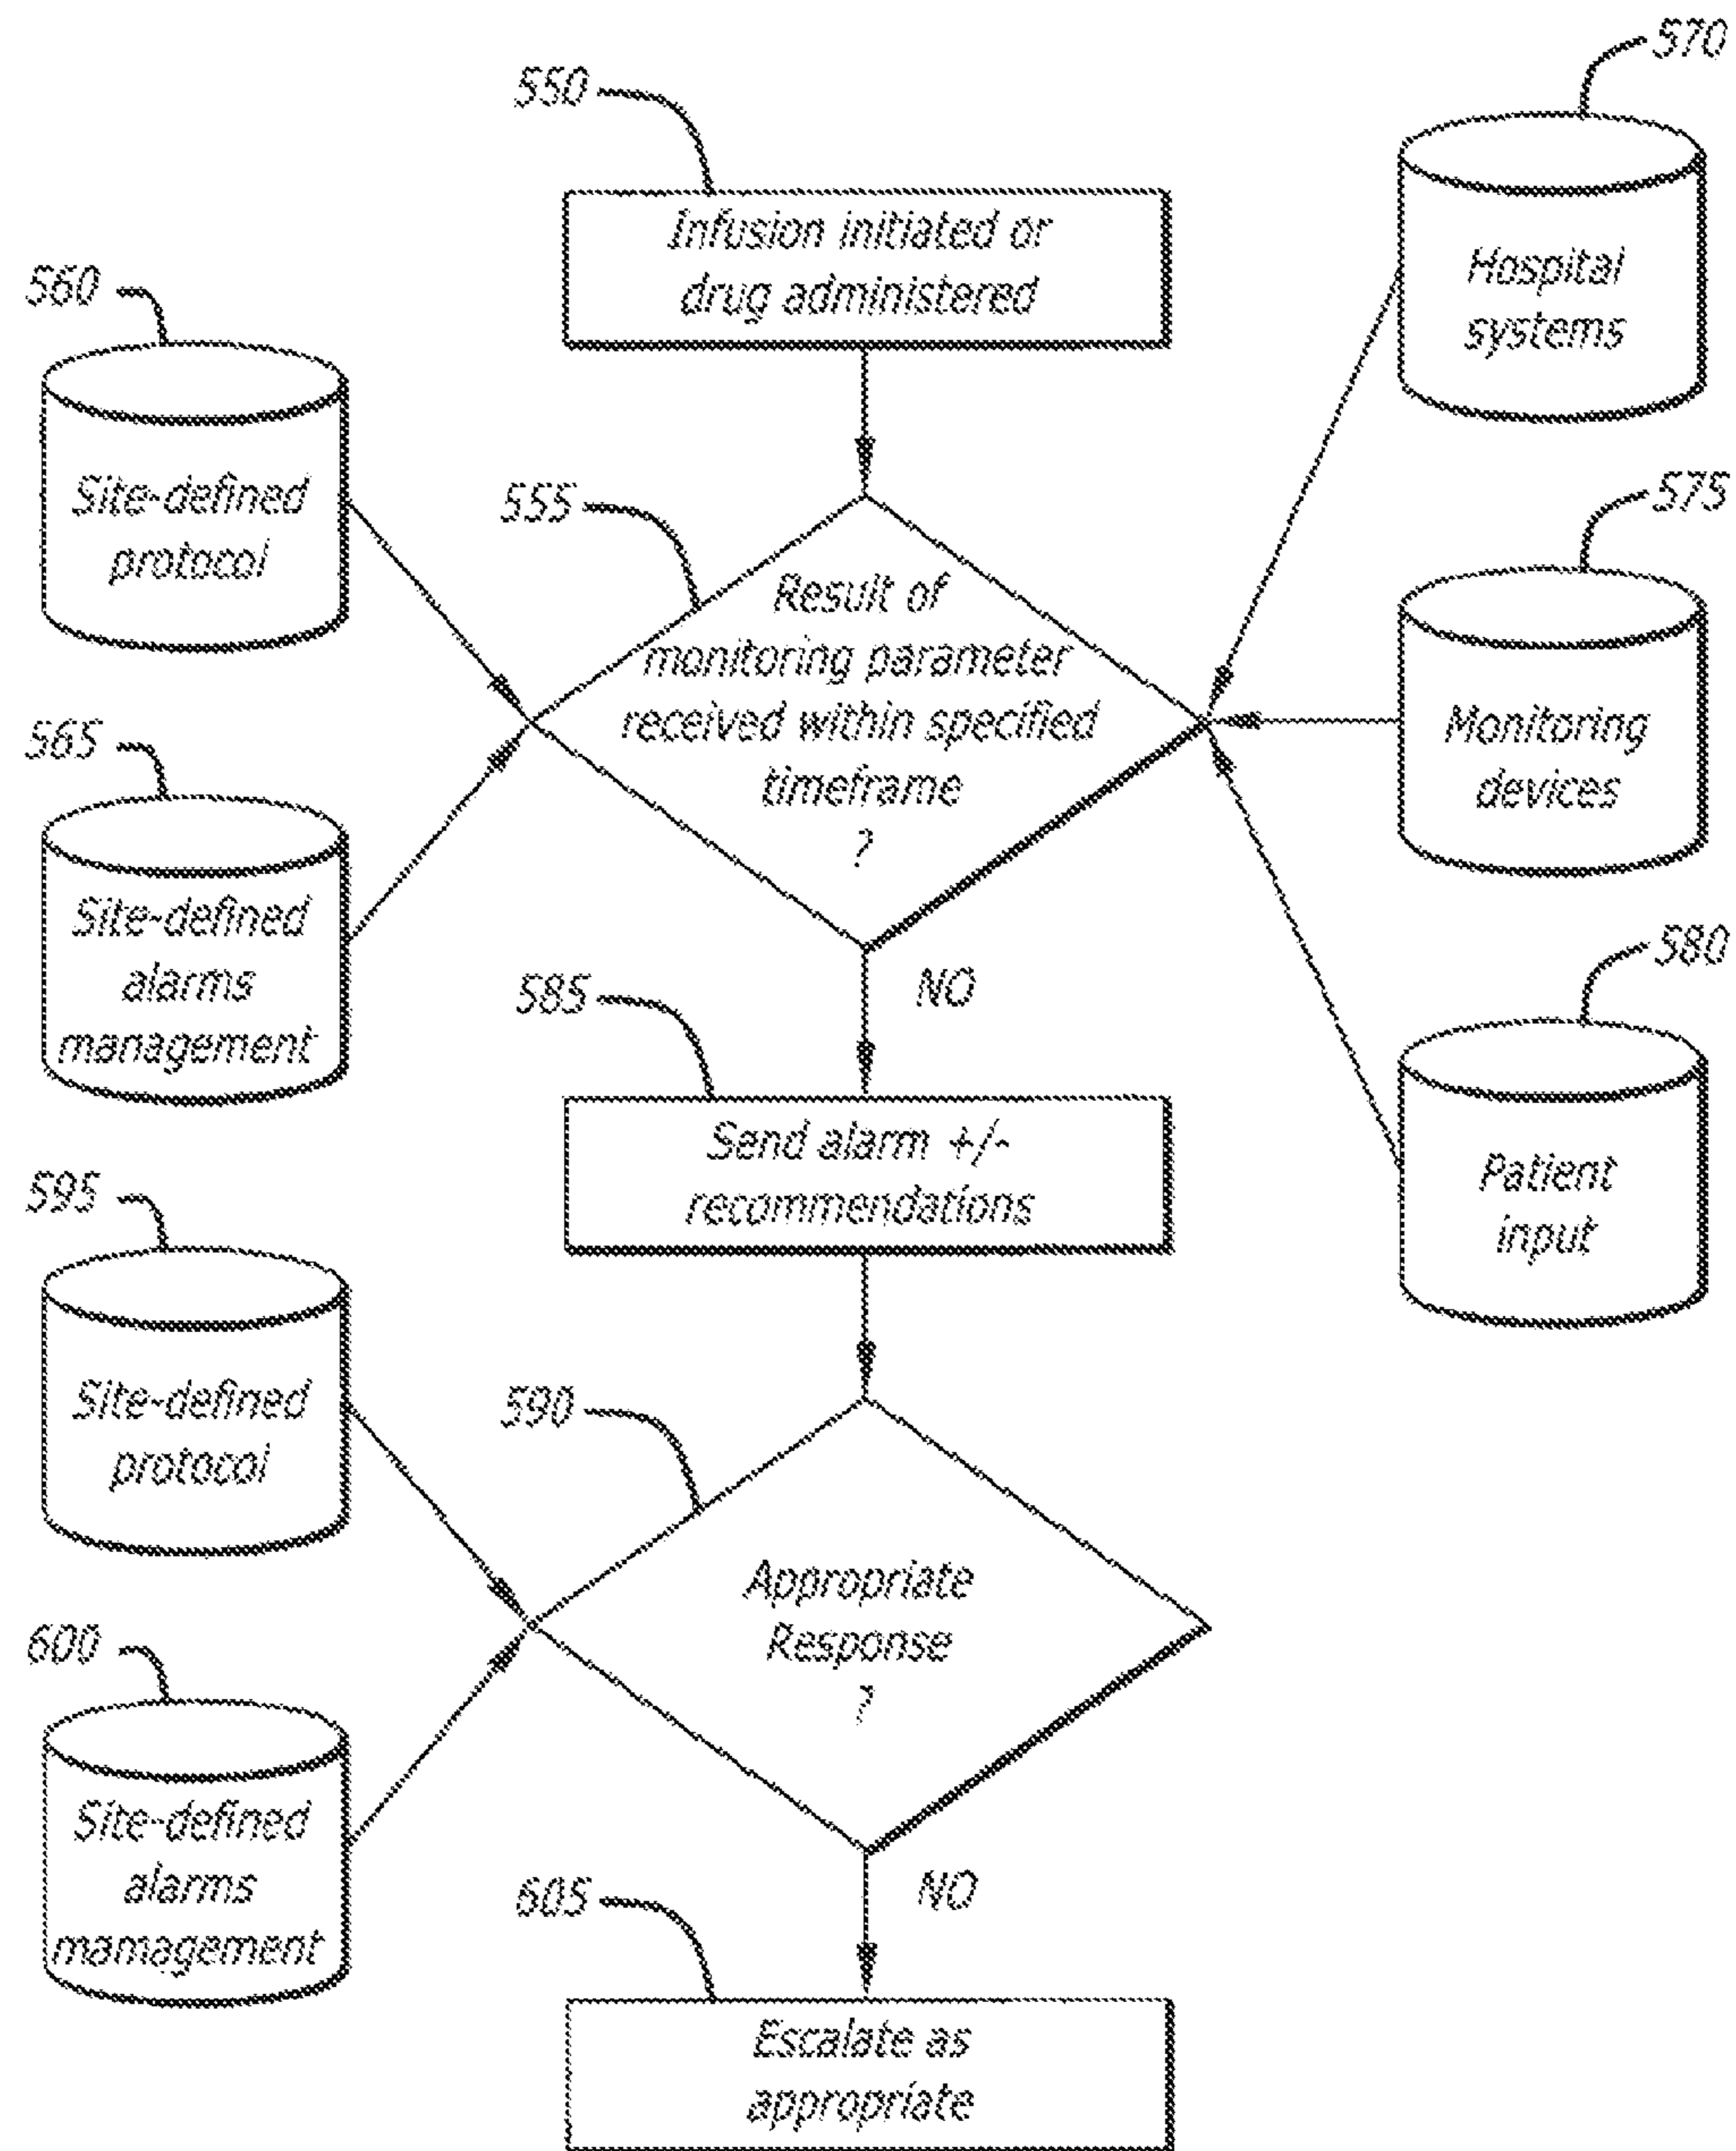 570
550
Infusion initiated or
drug administered
Hospital
systems
560
Site-defined
protocol
555
575
Result of
monitoring parameter
received within specified
timeframe
?
Monitoring
devices
565
Site-defined
alarms
management
580
NO
585
Send alarm +/-
recommendations
Patient
input
595
Site-defined
protocol
590
Appropriate
Response
?
600
Site-defined
alarms
mamagement
NO
605
Escalate as
appropriate